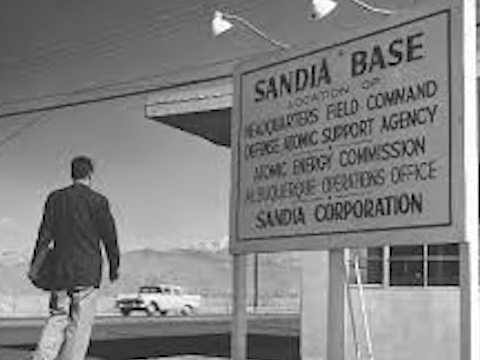 SANDIA BASE
LOCATION OF
HEADQUARTERS FIELD COMMAND
DEFENSE ATOMIC SUPPORT AGENCY
ATOMIC ENERGY COMMISSION
ALBUQUERQUE OPERATIONS OFFICE
SANDIA CORPORATION